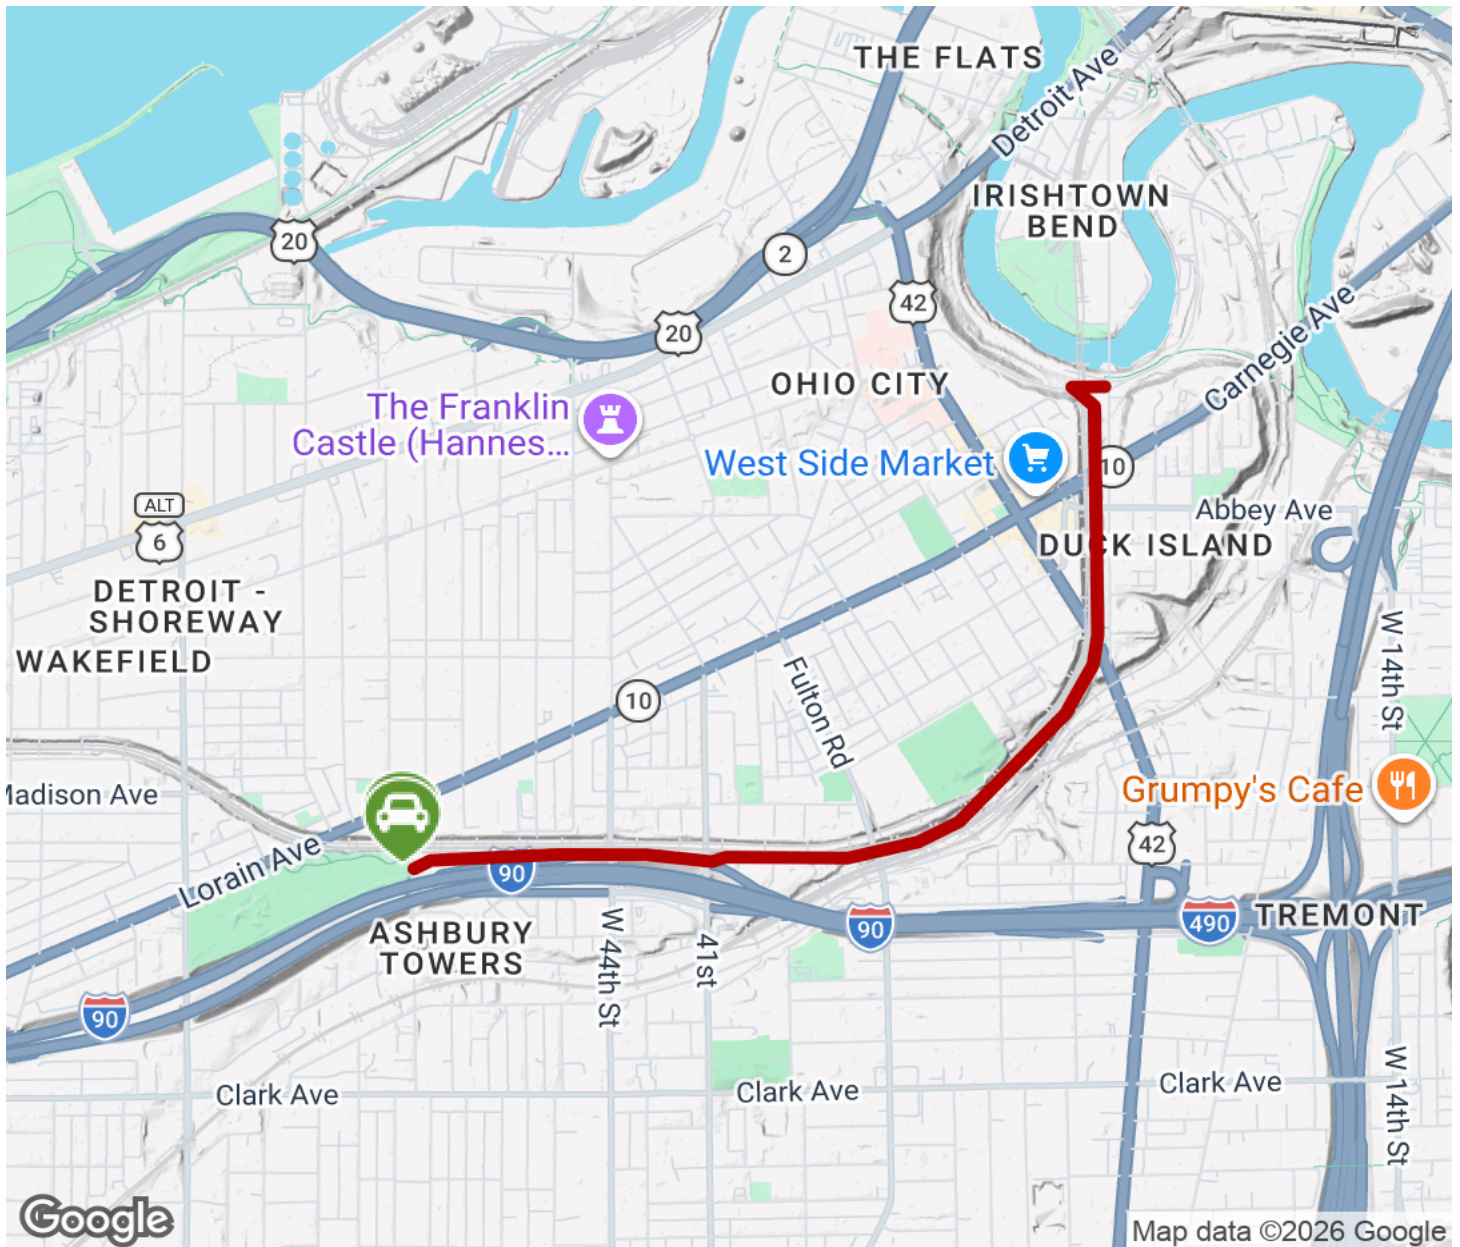 THE FLATS
Detroit Ave
IRISHTOWN
BEND
20
2
42
20
Carnegie Ave
OHIO CITY
The Franklin
Castle (Hannes...
West Side Market
10
ALT
6
Abbey Ave
DUCK ISLAND
DETROIT -
SHOREWAY
WAKEFIELD
W 14th St
Fulton Rd
10
Madison Ave
Grumpy's Cafe
42
Lorain Ave
90
90
490
TREMONT
ASHBURY
TOWERS
W 44th St
41st
90
Clark Ave
Clark Ave
Clark Ave
W 14th St
Google
Map data ©2026 Google